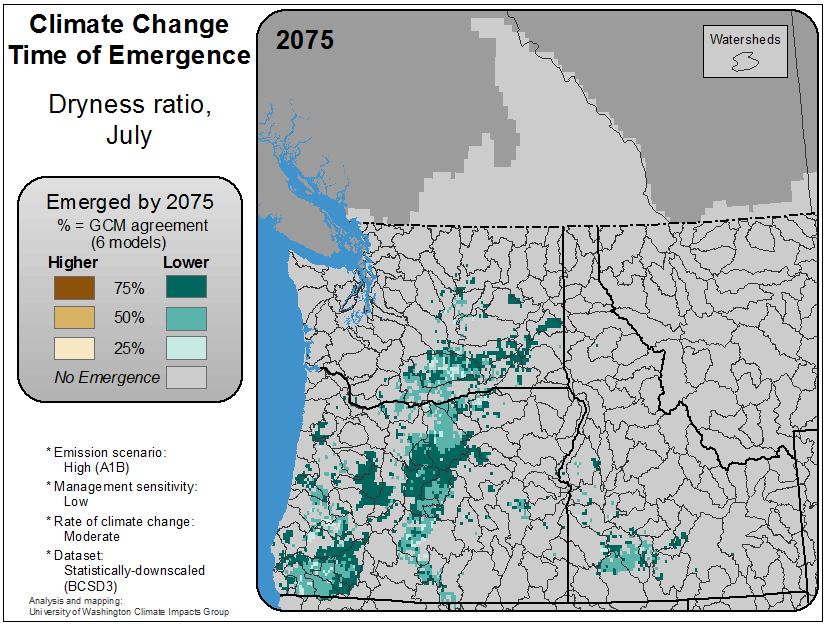 Climate Change
Time of Emergence
Dryness ratio,
July
Emerged by 2075
% = GCM agreement
(6 models)
Higher Lower
75%
50%
25%
No Emergence
* Emission scenario:
High (A1B)
* Management sensitivity:
Low
* Rate of climate change:
Moderate
* Dataset:
Statistically-downscaled
(BCSD3)
Analysis and mapping:
University of Washington Climate Impacts Group
2075
Watersheds